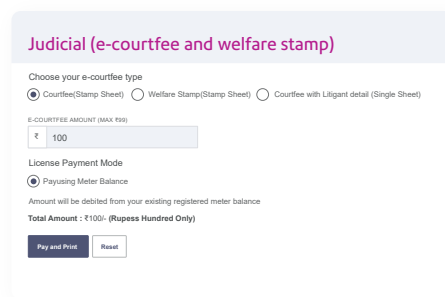 Judicial (e-courtfee and welfare stamp)
Choose your e-courtfee type
Courtfee(Stamp Sheet) Welfare Stamp(Stamp Sheet) Courtfee with Litigant detail (Single Sheet)
E-COURTFEE AMOUNT (MAX ₹99)
₹ 100
License Payment Mode
Payusing Meter Balance
Amount will be debited from your existing registered meter balance
Total Amount : ₹100/- (Rupess Hundred Only)
Pay and Print Reset